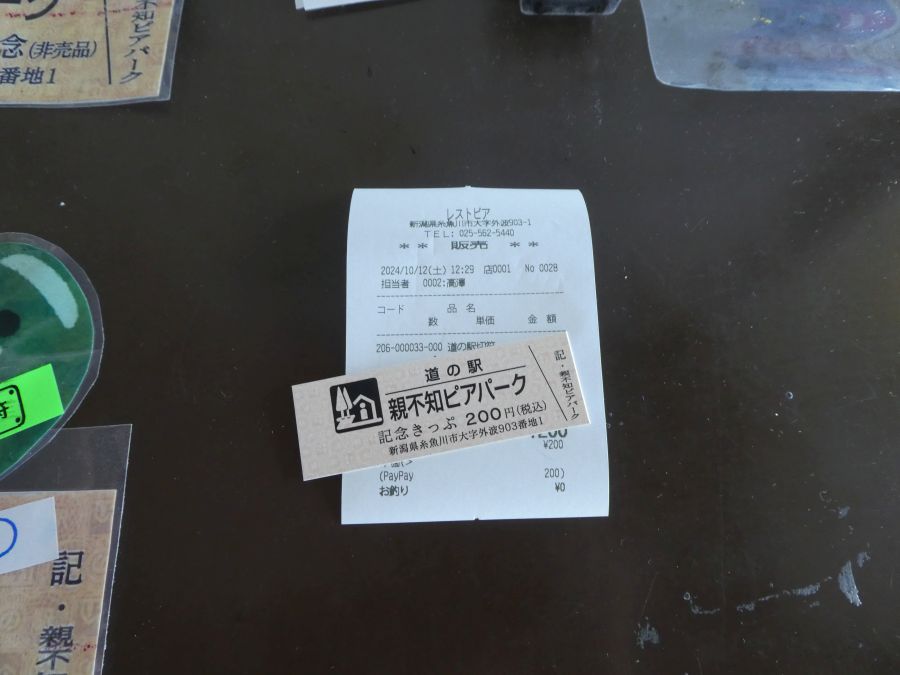 念(非売品)
番地1
不知ピアパーク
レストピア
新潟県糸魚川市大字外波903-1
TEL: 025-562-5440
** 販売 **
2024/10/12(土) 12:29 店0001 No 0028
担当者 0002:高澤
コード 品 名
数 単価 金 額
206-000033-000 道の駅切符
道の駅
親不知ピアパーク
記念きっぷ 200円(税込)
新潟県糸魚川市大字外波903番地1
記・親不知ピアパーク
¥200
(PayPay 200)
お釣り ¥0
符
記・親不